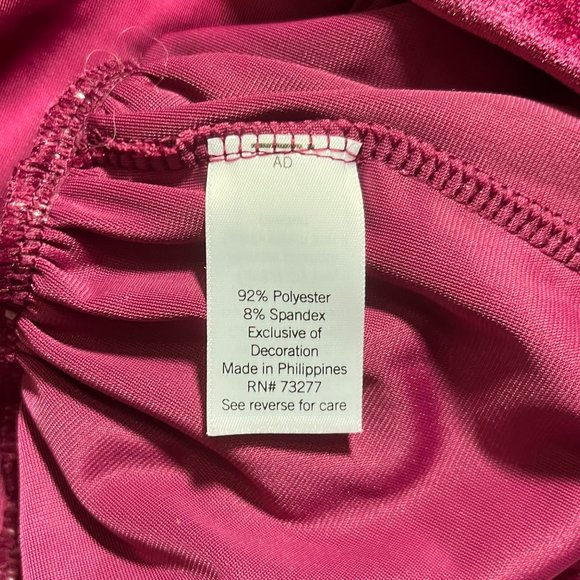 AD
92% Polyester
8% Spandex
Exclusive of
Decoration
Made in Philippines
RN# 73277
See reverse for care